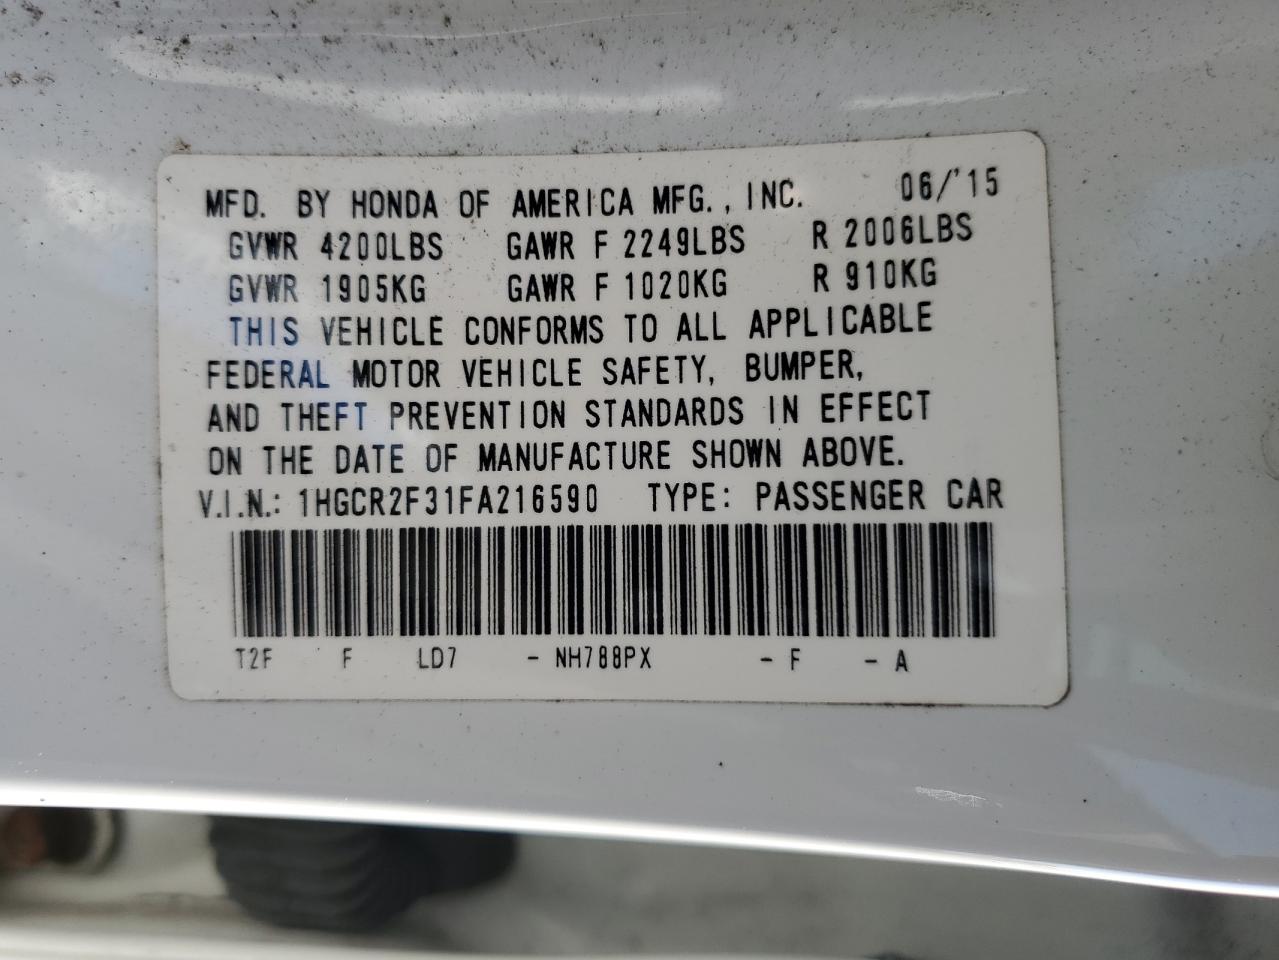 MFD. BY HONDA OF AMERICA MFG., INC. 06/'15
GVWR 4200LBS GAWR F 2249LBS R 2006LBS
GVWR 1905KG GAWR F 1020KG R 910KG
THIS VEHICLE CONFORMS TO ALL APPLICABLE
FEDERAL MOTOR VEHICLE SAFETY, BUMPER,
AND THEFT PREVENTION STANDARDS IN EFFECT
ON THE DATE OF MANUFACTURE SHOWN ABOVE.
V.I.N.: 1HGCR2F31FA216590 TYPE: PASSENGER CAR
T2F F LD7 - NH788PX - F - A